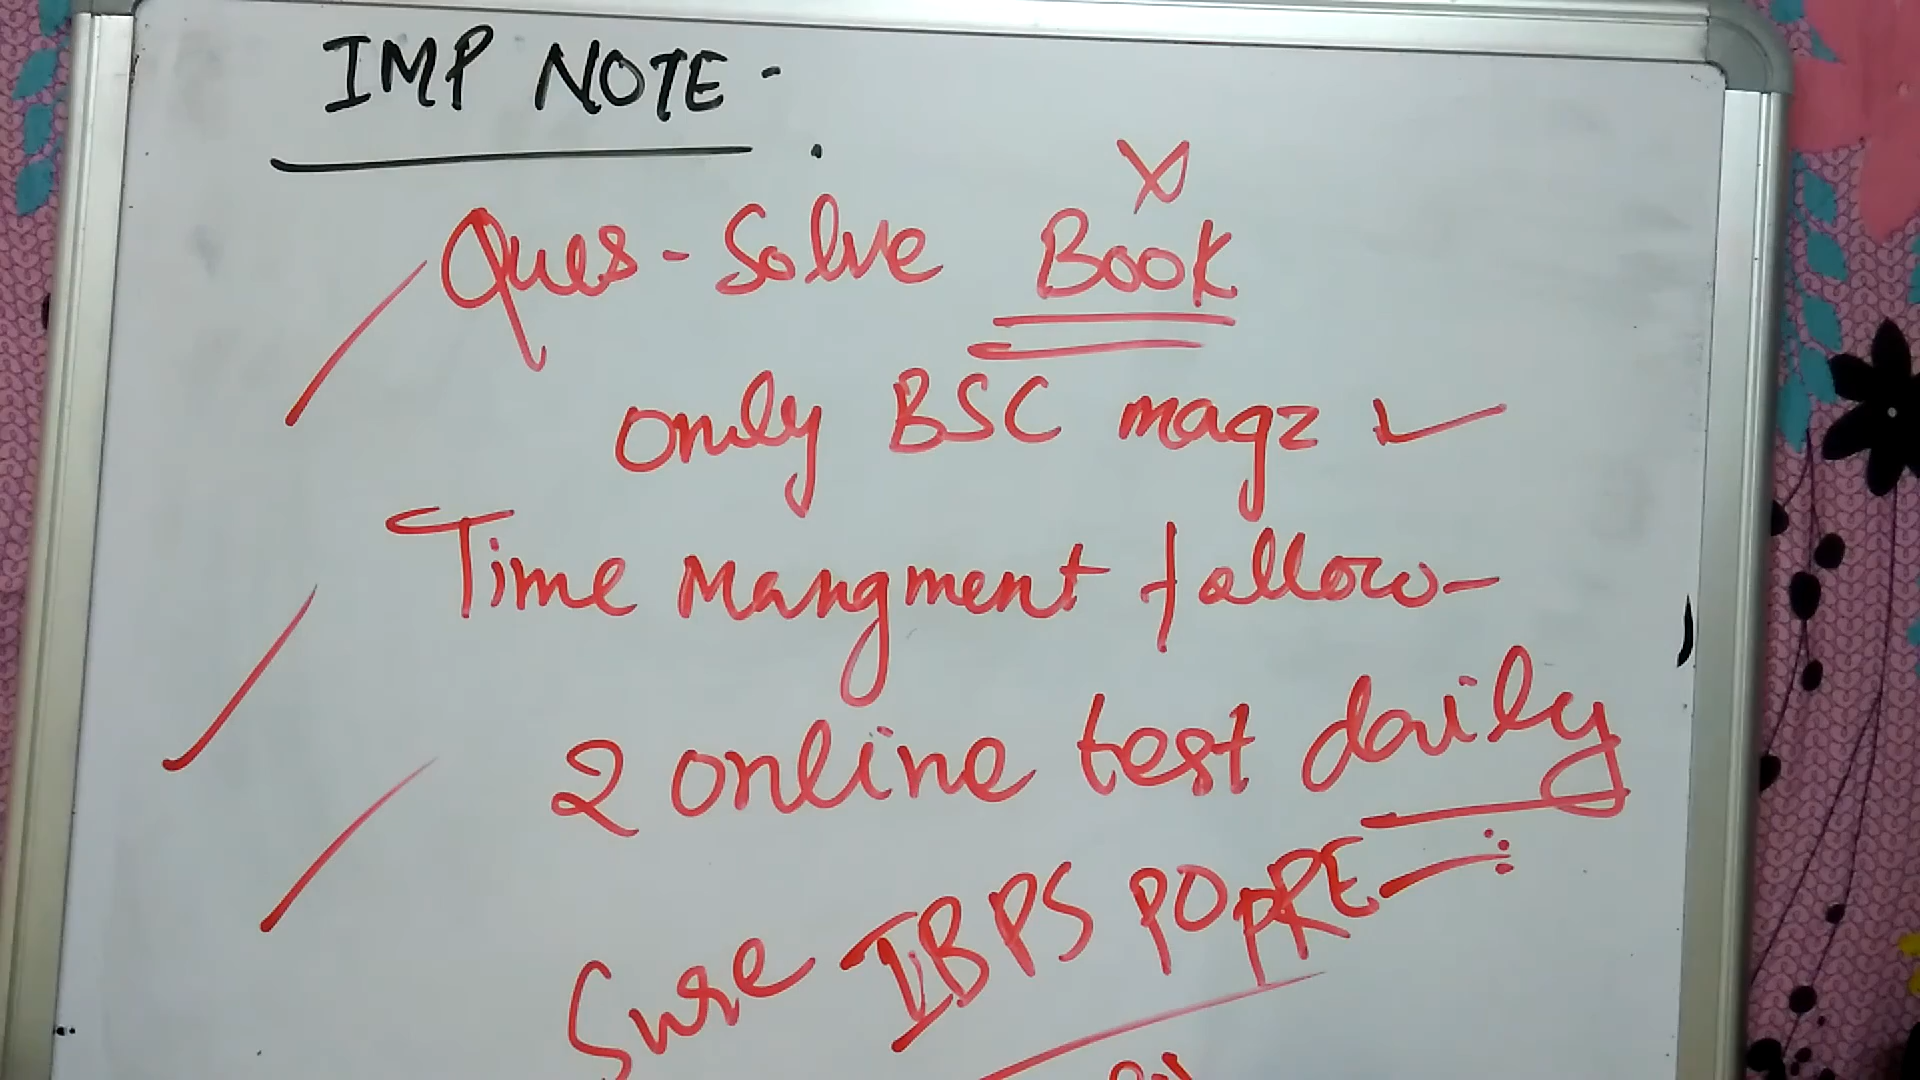 IMP NOTE -
Ques - Solve Book
only BSC magz
Time Mangment follow -
2 online test daily
Sure IBPS PO PRE